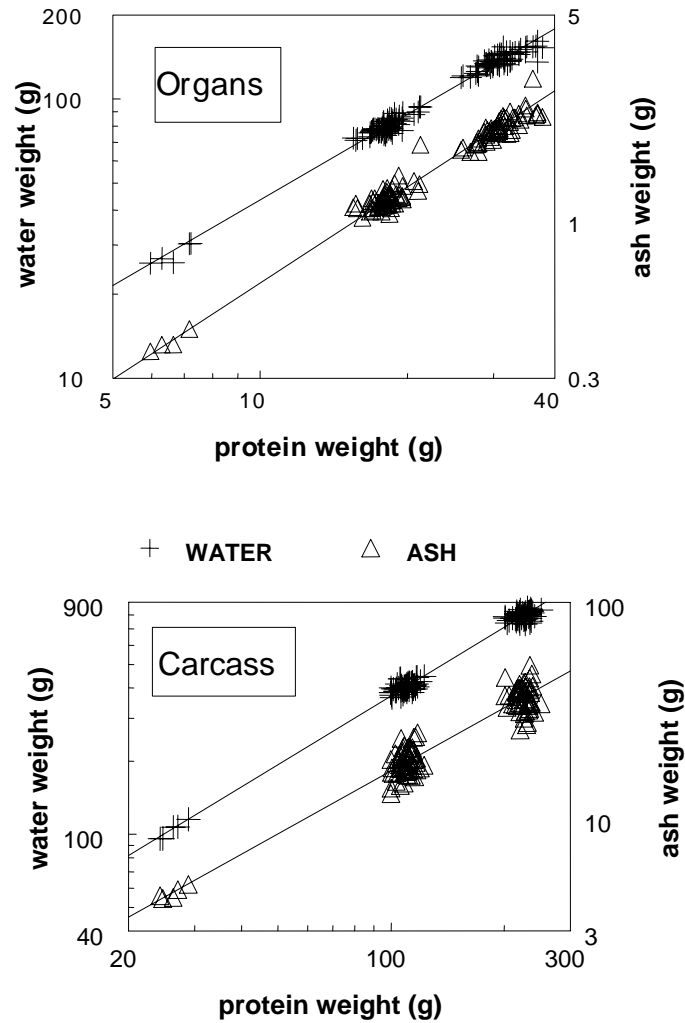 200
5
Organs
100
water weight (g)
ash weight (g)
1
10
0.3
5
10
40
protein weight (g)
WATER
ASH
900
100
Carcass
water weight (g)
ash weight (g)
100
10
40
3
20
100
300
protein weight (g)